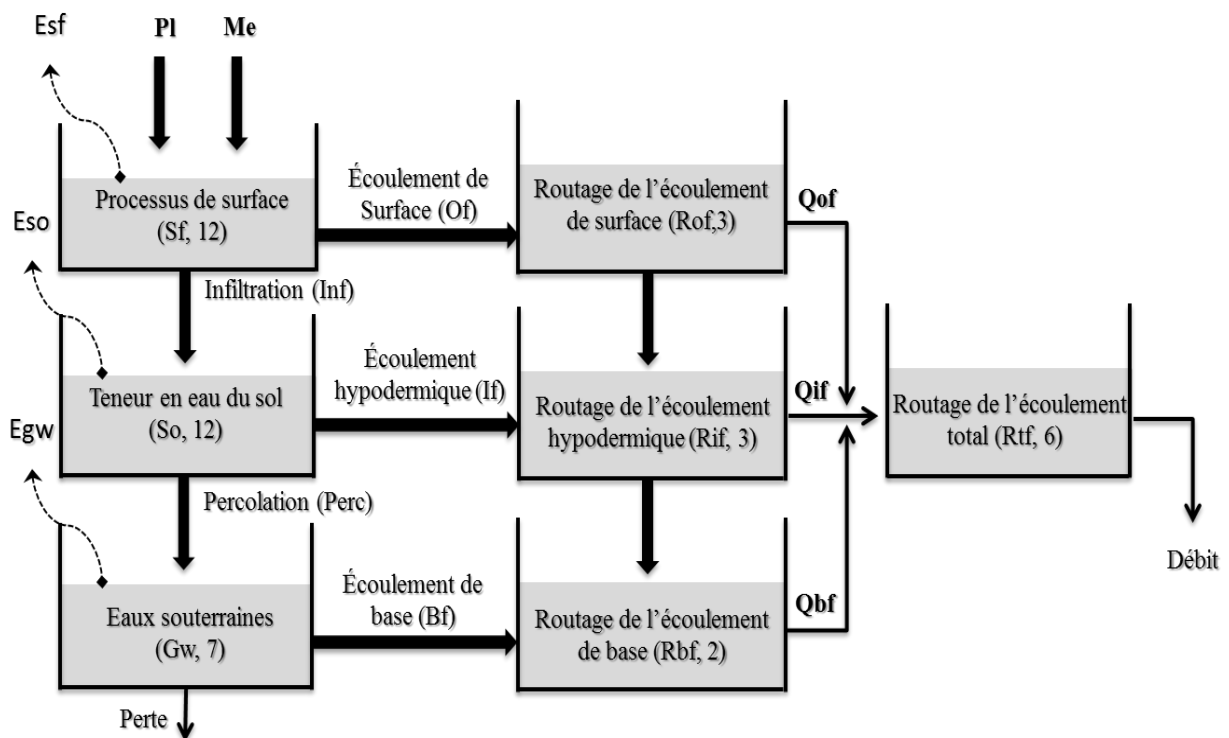 Esf
Pl
Me
Processus de surface
(Sf, 12)
Écoulement de
Surface (Of)
Routage de l’écoulement
de surface (Rof,3)
Qof
Eso
Infiltration (Inf)
Teneur en eau du sol
(So, 12)
Écoulement
hypodermique (If)
Routage de l’écoulement
hypodermique (Rif, 3)
Qif
Routage de l’écoulement
total (Rtf, 6)
Egw
Percolation (Perc)
Eaux souterraines
(Gw, 7)
Écoulement de
base (Bf)
Routage de l’écoulement
de base (Rbf, 2)
Qbf
Débit
Perte